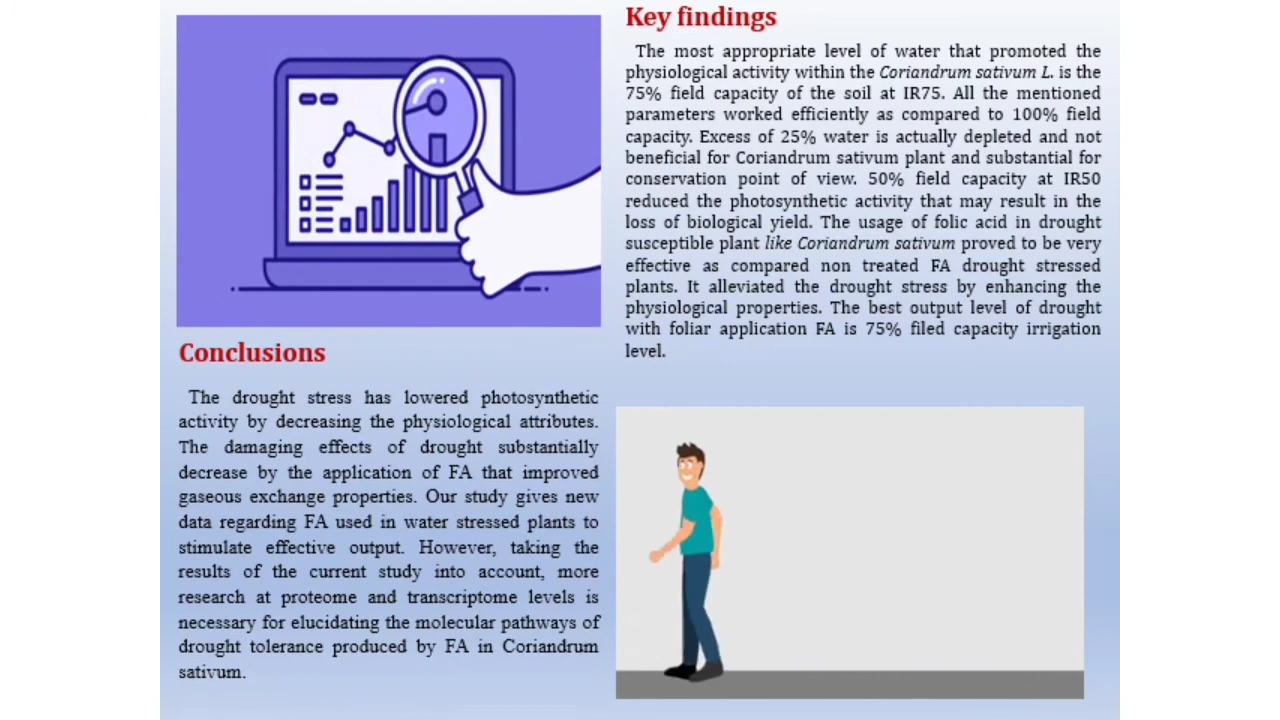 Key findings
The most appropriate level of water that promoted the
physiological activity within the Coriandrum sativum L. is the
75% field capacity of the soil at IR75. All the mentioned
parameters worked efficiently as compared to 100% field
capacity. Excess of 25% water is actually depleted and not
beneficial for Coriandrum sativum plant and substantial for
conservation point of view. 50% field capacity at IR50
reduced the photosynthetic activity that may result in the
loss of biological yield. The usage of folic acid in drought
susceptible plant like Coriandrum sativum proved to be very
effective as compared non treated FA drought stressed
plants. It alleviated the drought stress by enhancing the
physiological properties. The best output level of drought
with foliar application FA is 75% filed capacity irrigation
level.
Conclusions
The drought stress has lowered photosynthetic
activity by decreasing the physiological attributes.
The damaging effects of drought substantially
decrease by the application of FA that improved
gaseous exchange properties. Our study gives new
data regarding FA used in water stressed plants to
stimulate effective output. However, taking the
results of the current study into account, more
research at proteome and transcriptome levels is
necessary for elucidating the molecular pathways of
drought tolerance produced by FA in Coriandrum
sativum.